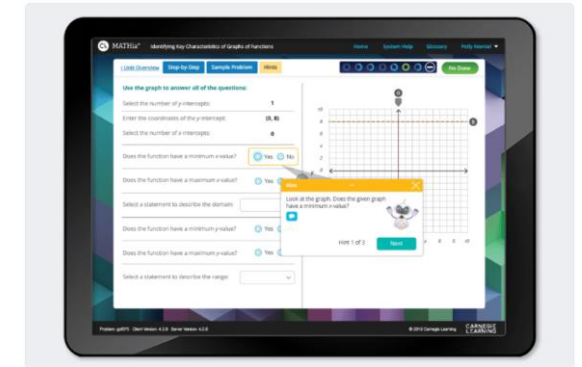 MATHia® Identifying Key Characteristics of Graphs of Functions
Home System Help Glossary
‹ Unit Overview Step by Step Sample Problem Hints
I'm Done
Use the graph to answer all of the questions:
Select the number of y-intercepts: 1
Enter the coordinates of the y-intercept: (0, 8)
Select the number of x-intercepts: 0
Does the function have a minimum x-value? Yes No
Does the function have a maximum x-value? Yes
Select a statement to describe the domain:
Does the function have a minimum y-value? Yes
Does the function have a maximum y-value? Yes
Select a statement to describe the range:
Look at the graph. Does the given graph
have a minimum x-value?
Hint 1 of 3 Next
CARNEGIE
LEARNING